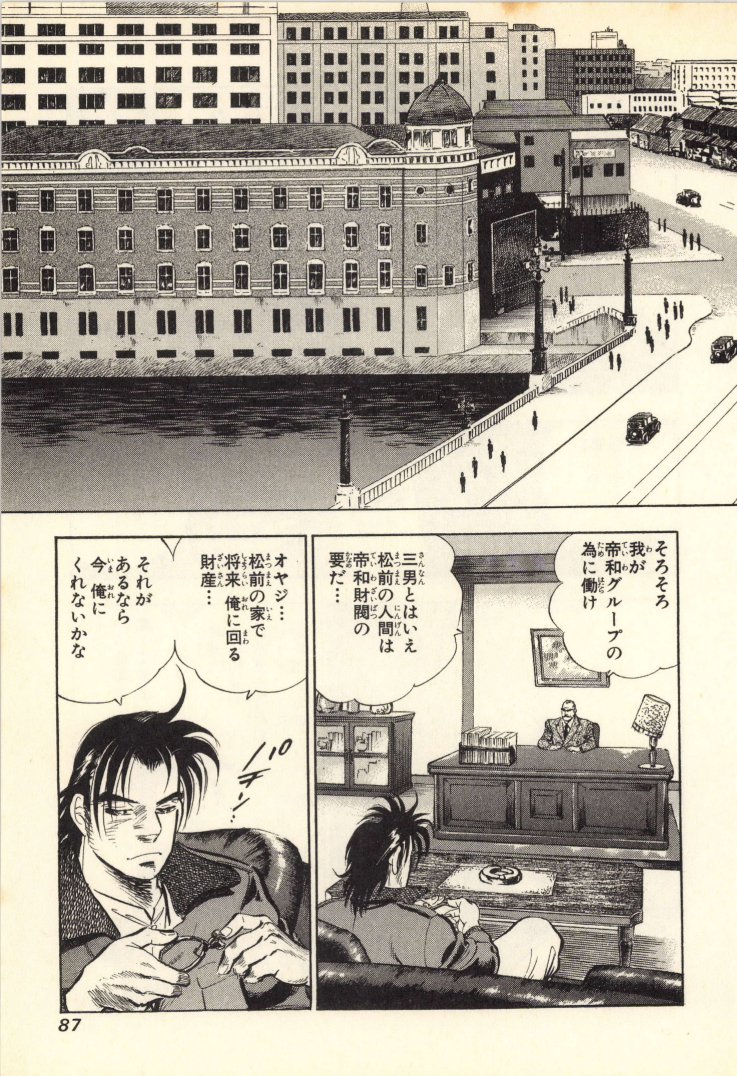 そろそろ
我が
帝和グループの
為に働け
三男とはいえ
松前の人間は
帝和財閥の
要だ…
オヤジ…
松前の家で
将来 俺に回る
財産…
それが
あるなら
今 俺に
くれないかな
パチン…
87